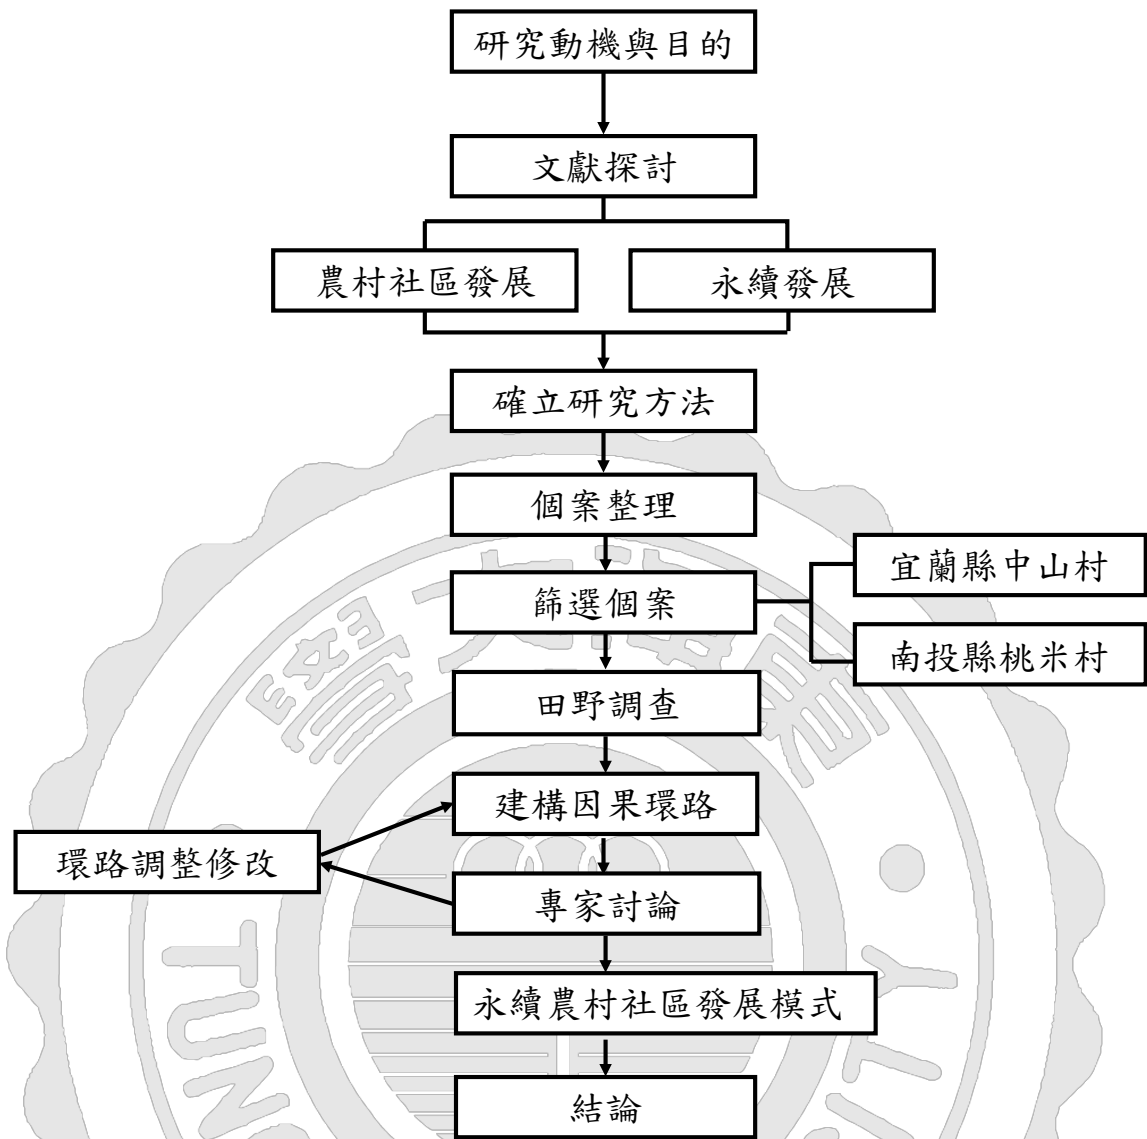 研究動機與目的
文獻探討
農村社區發展
永續發展
確立研究方法
個案整理
篩選個案
宜蘭縣中山村
南投縣桃米村
田野調查
建構因果環路
環路調整修改
專家討論
永續農村社區發展模式
結論